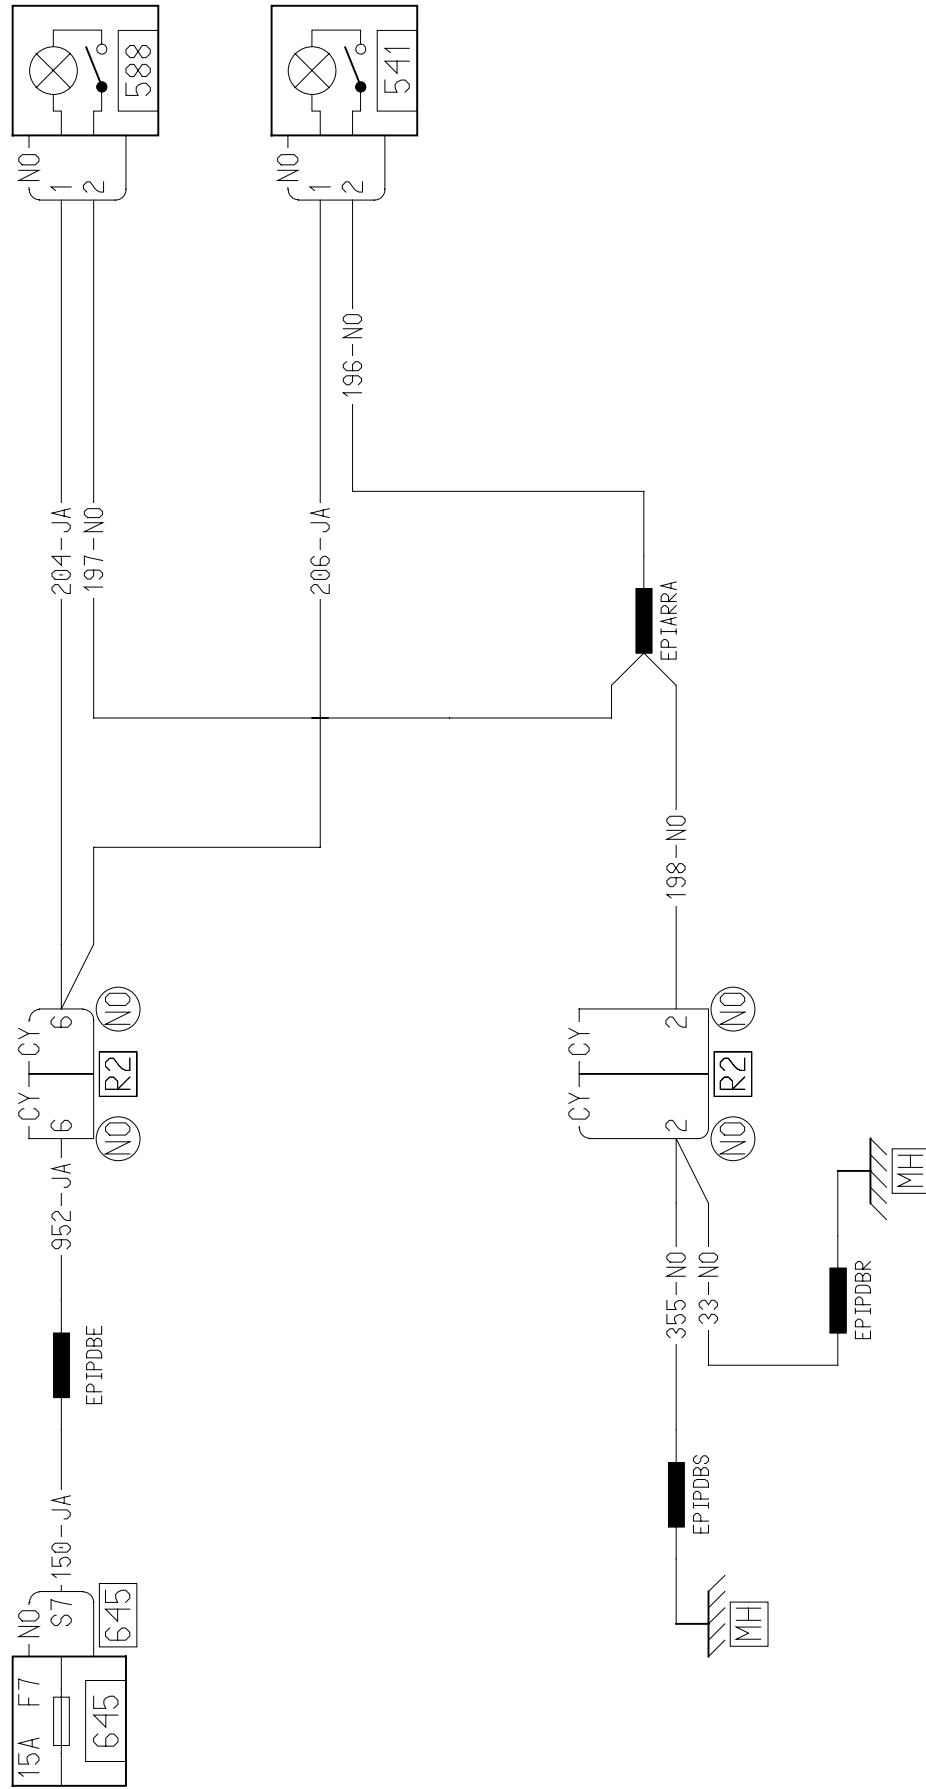 588
541
NO
1
2
NO
1
2
196-NO
204-JA
197-NO
206-JA
EPIARRA
198-NO
CY
6
NO
R2
CY
6
NO
CY
2
NO
R2
CY
2
NO
952-JA
MH
355-NO
33-NO
EPIPDBR
EPIPDBE
EPIPDBS
150-JA
NO
S7
645
MH
15A F7
645